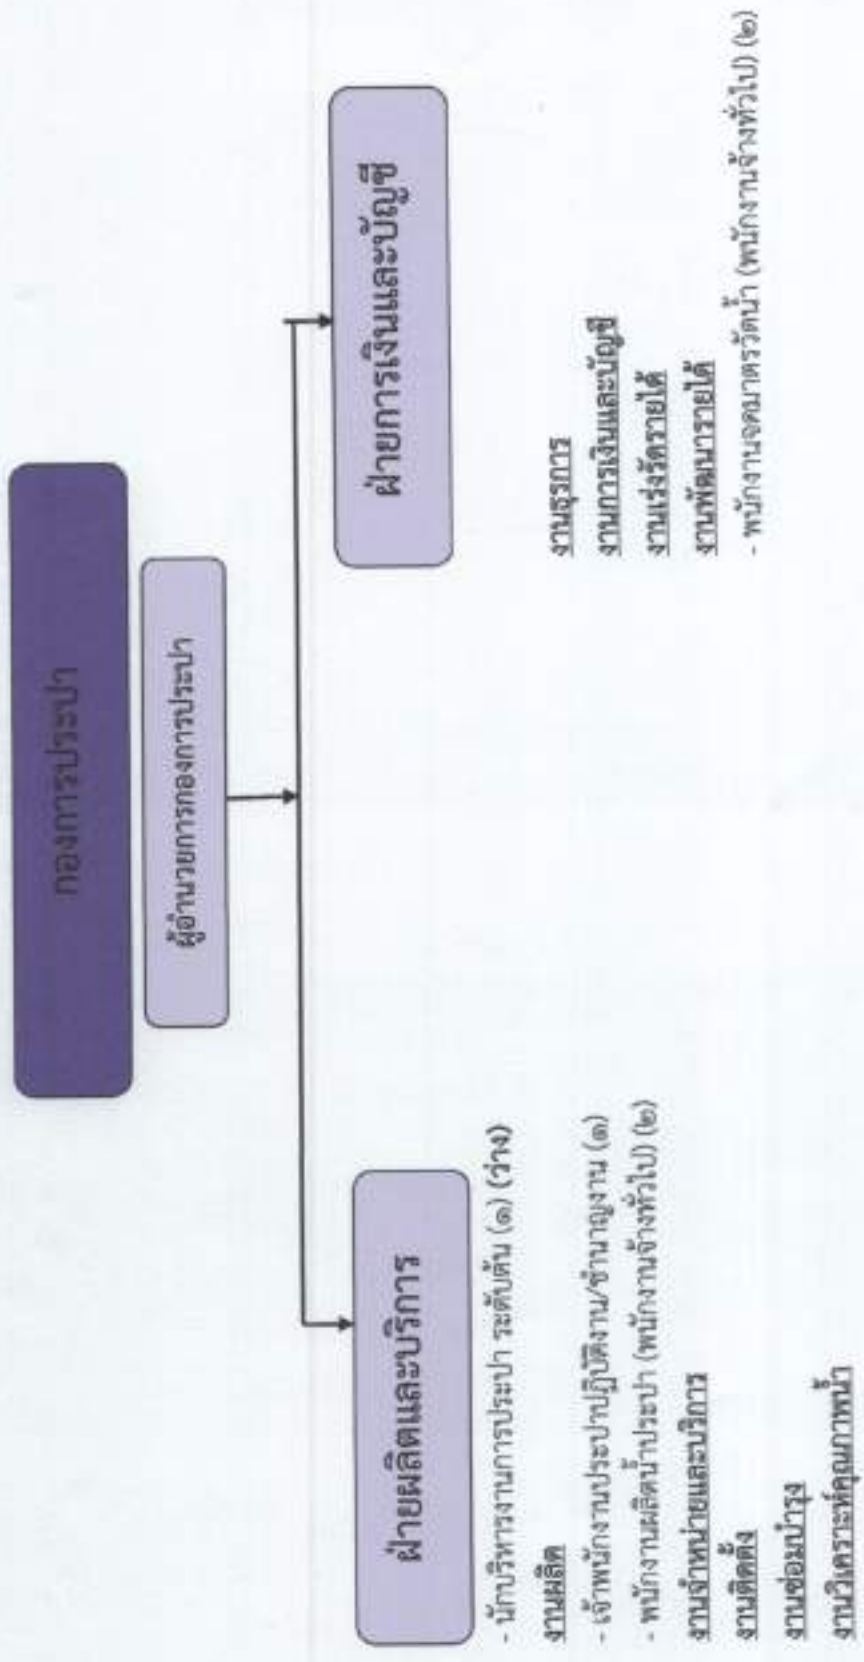 กองการประปา
ผู้อำนวยการกองการประปา
ฝ่ายผลิตและบริการ
- นักบริหารงานการประปา ระดับต้น (๑) (ว่าง)
งานผลิต
- เจ้าพนักงานประปาปฏิบัติงาน/ชำนาญงาน (๑)
- พนักงานผลิตน้ำประปา (พนักงานจ้างทั่วไป) (๒)
งานจำหน่ายและบริการ
งานติดตั้ง
งานซ่อมบำรุง
งานวิเคราะห์คุณภาพน้ำ
ฝ่ายการเงินและบัญชี
งานธุรการ
งานการเงินและบัญชี
งานเร่งรัดรายได้
งานพัฒนารายได้
- พนักงานจดมาตรวัดน้ำ (พนักงานจ้างทั่วไป) (๒)